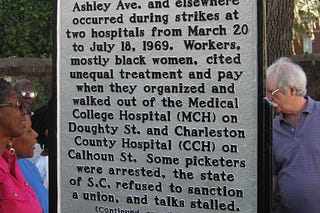 Ashley Ave. and elsewhere
occurred during strikes at
two hospitals from March 20
to July 18, 1969. Workers,
mostly black women, cited
unequal treatment and pay
when they organized and
walked out of the Medical
College Hospital (MCH) on
Doughty St. and Charleston
County Hospital (CCH) on
Calhoun St. Some picketers
were arrested, the state
of S.C. refused to sanction
a union, and talks stalled.
(Continued